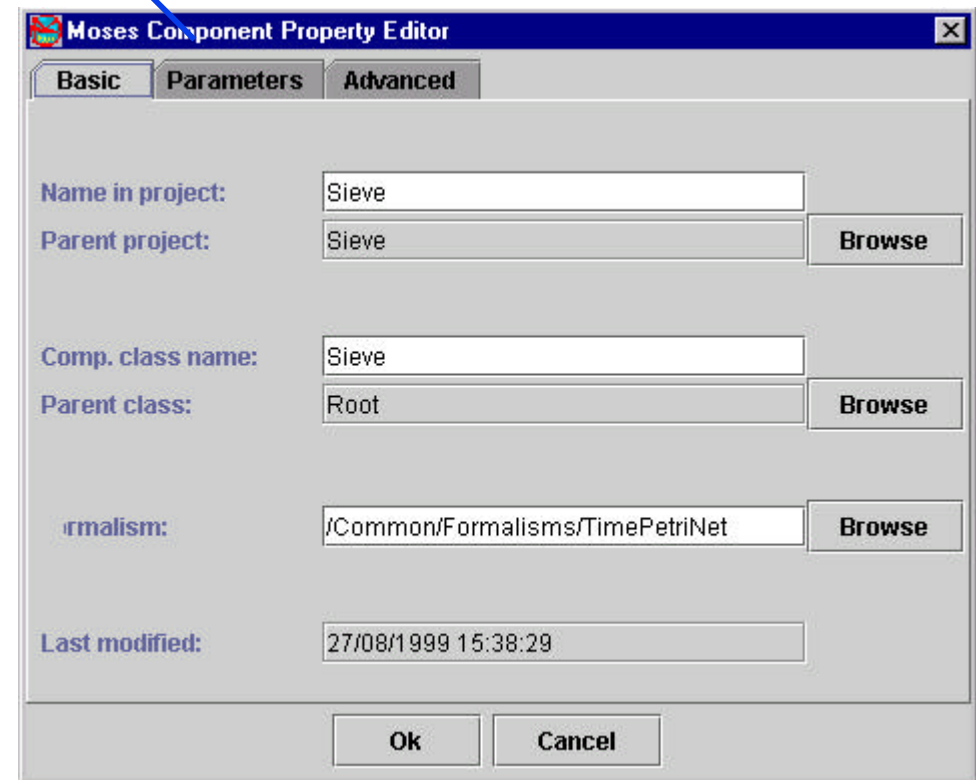 Moses Component Property Editor
Basic Parameters Advanced
Name in project: Sieve
Parent project: Sieve Browse
Comp. class name: Sieve
Parent class: Root Browse
rmalism: /Common/Formalisms/TimePetriNet Browse
Last modified: 27/08/1999 15:38:29
Ok Cancel